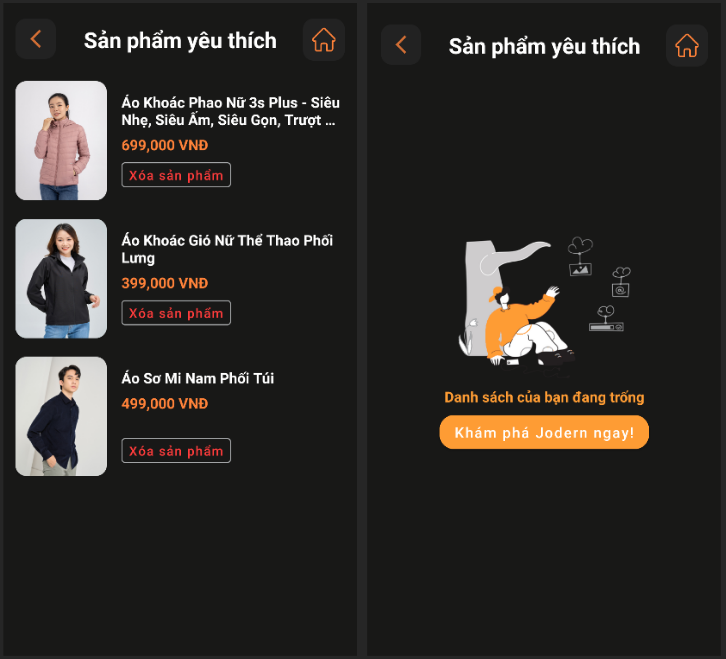 Sản phẩm yêu thích
Áo Khoác Phao Nữ 3s Plus - Siêu
Nhẹ, Siêu Ấm, Siêu Gọn, Trượt ...
699,000 VNĐ
Xóa sản phẩm
Áo Khoác Gió Nữ Thể Thao Phối
Lưng
399,000 VNĐ
Xóa sản phẩm
Áo Sơ Mi Nam Phối Túi
499,000 VNĐ
Xóa sản phẩm
Sản phẩm yêu thích
Danh sách của bạn đang trống
Khám phá Jodern ngay!